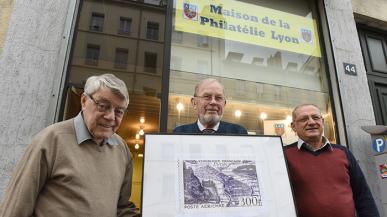 Maison de la
Philatélie Lyon
44
P
RÉPUBLIQUE FRANÇAISE
POSTE AÉRIENNE
300F